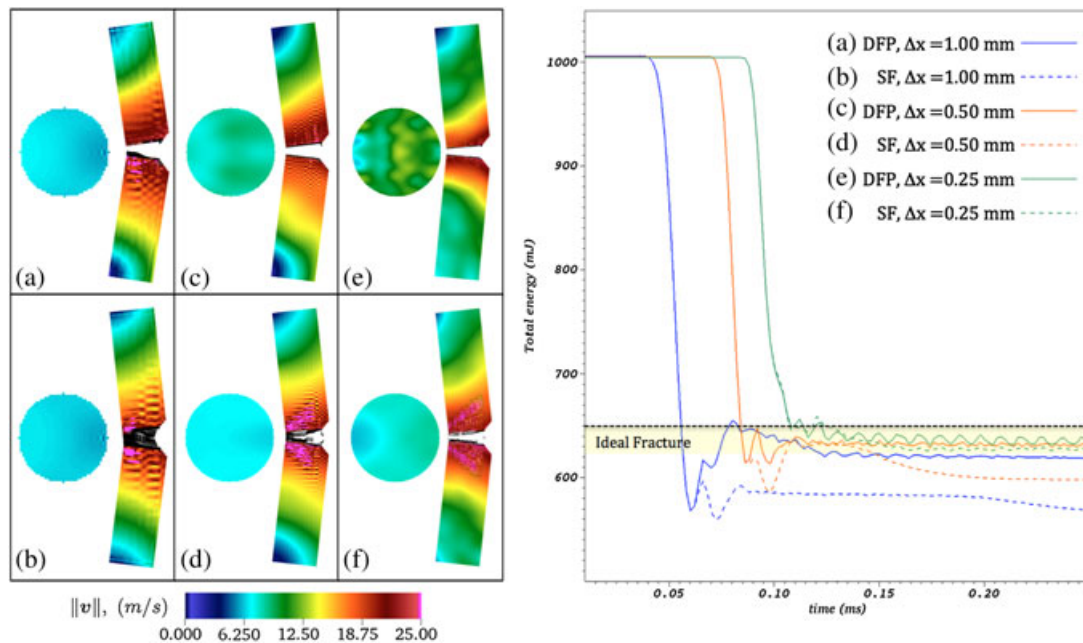 (a)
(c)
(e)
(b)
(d)
(f)
‖v‖, (m/s)
0.000 6.250 12.50 18.75 25.00
(a) DFP, Δx = 1.00 mm
(b) SF, Δx = 1.00 mm
(c) DFP, Δx = 0.50 mm
(d) SF, Δx = 0.50 mm
(e) DFP, Δx = 0.25 mm
(f) SF, Δx = 0.25 mm
Total energy (mJ)
1000
900
800
700
600
Ideal Fracture
0.05 0.10 0.15 0.20
time (ms)